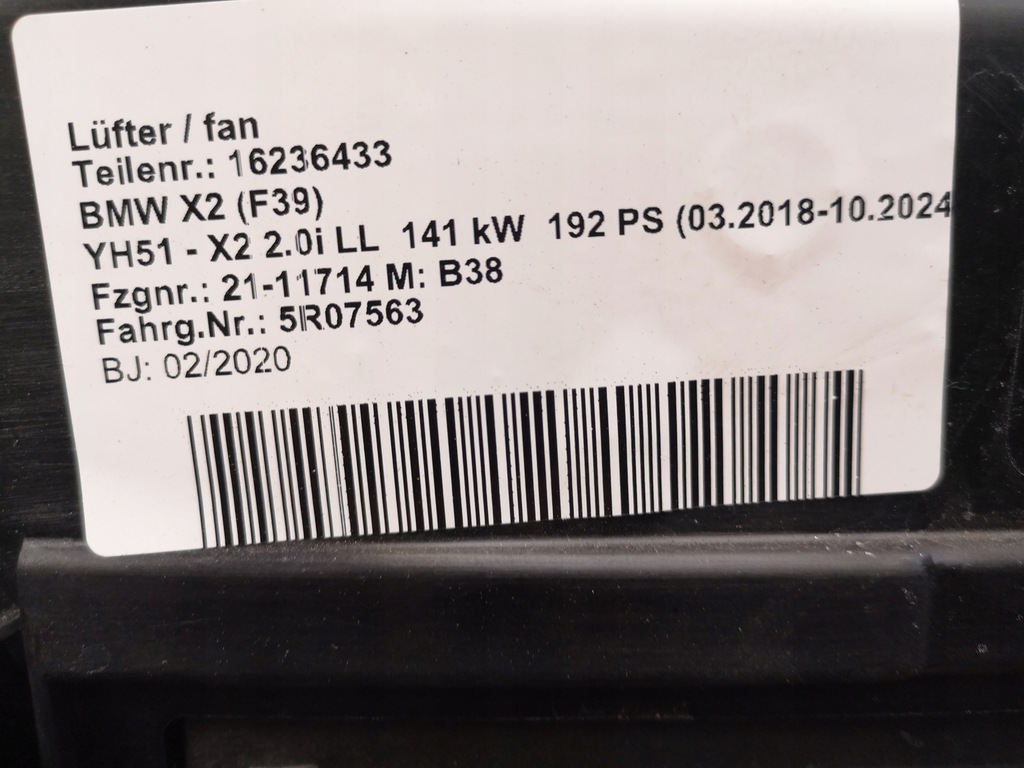 Lüfter / fan
Teilenr.: 16236433
BMW X2 (F39)
YH51 - X2 2.0i LL 141 kW 192 PS (03.2018-10.2024
Fzgnr.: 21-11714 M: B38
Fahrg.Nr.: 5R07563
BJ: 02/2020